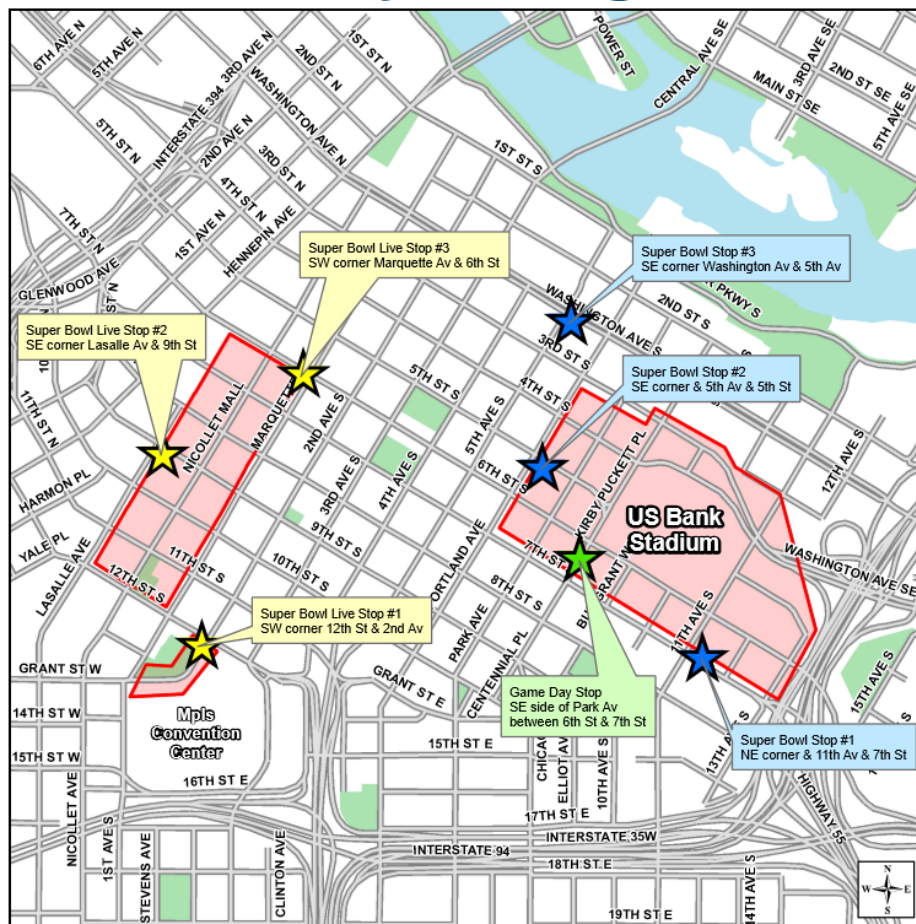 6TH AVE N
5TH AVE N
5TH ST N
INTERSTATE 394
3RD AVE N
2ND AVE N
WASHINGTON AVE N
2ND ST N
1ST ST N
3RD ST N
4TH ST N
1ST AVE N
HENNEPIN AVE
7TH ST N
GLENWOOD AVE
POWER ST
CENTRAL AVE SE
MAIN ST SE
3RD AVE SE
2ND ST SE
5TH AVE SE
1ST ST S
Super Bowl Live Stop #3
SW corner Marquette Av & 6th St
Super Bowl Stop #3
SE corner Washington Av & 5th Av
Super Bowl Live Stop #2
SE corner Lasalle Av & 9th St
Super Bowl Stop #2
SE corner & 5th Av & 5th St
WASHINGTON AVE S
PKWY S
2ND ST S
3RD ST S
4TH ST S
5TH ST S
6TH ST S
7TH ST
11TH ST N
HARMON PL
YALE PL
LASALLE AVE
NICOLLET MALL
2ND AVE S
3RD AVE S
4TH AVE S
5TH AVE S
9TH ST S
10TH ST S
8TH ST S
11TH ST S
12TH ST S
KIRBY PUCKETT PL
US Bank
Stadium
12TH AVE S
WASHINGTON AVE SE
11TH AVE S
PARK AVE
CENTENNIAL PL
Super Bowl Live Stop #1
SW corner 12th St & 2nd Av
GRANT ST W
GRANT ST E
Game Day Stop
SE side of Park Av
between 6th St & 7th St
Super Bowl Stop #1
NE corner & 11th Av & 7th St
15TH AVE S
14TH ST W
Mpls
Convention
Center
15TH ST W
15TH ST E
16TH ST E
ELLIOT AVE
10TH AVE S
17TH ST E
INTERSTATE 35W
INTERSTATE 94
18TH ST E
19TH ST E
HIGHWAY 55
NICOLLET AVE
1ST AVE S
STEVENS AVE
CLINTON AVE
N
W
E
S